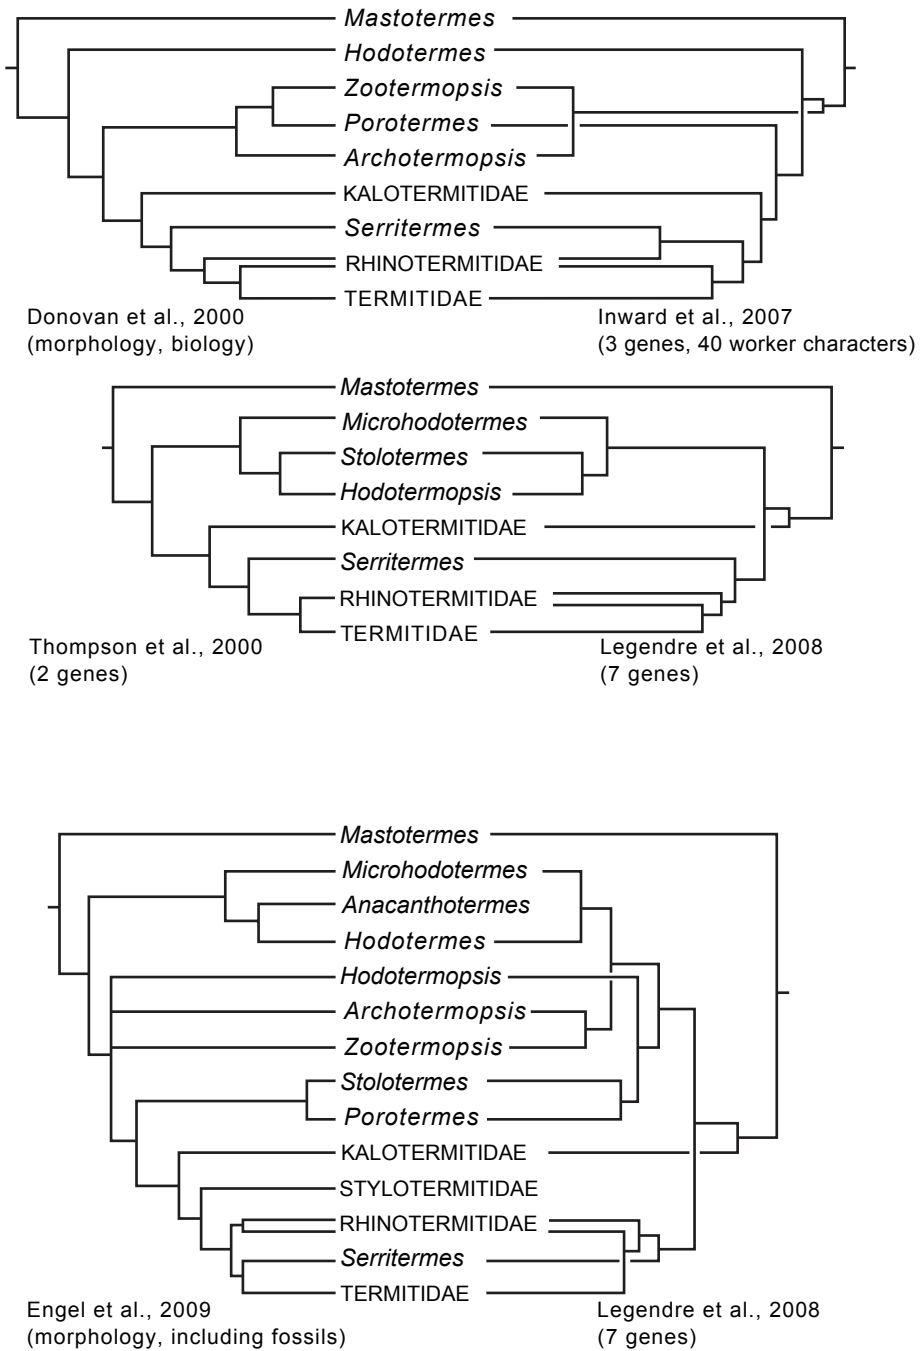 Mastotermes
Hodotermes
Zootermopsis
Porotermes
Archotermopsis
KALOTERMITIDAE
Serritermes
RHINOTERMITIDAE
TERMITIDAE
Donovan et al., 2000
(morphology, biology)
Inward et al., 2007
(3 genes, 40 worker characters)
Mastotermes
Microhodotermes
Stolotermes
Hodotermopsis
KALOTERMITIDAE
Serritermes
RHINOTERMITIDAE
TERMITIDAE
Thompson et al., 2000
(2 genes)
Legendre et al., 2008
(7 genes)
Mastotermes
Microhodotermes
Anacanthotermes
Hodotermes
Hodotermopsis
Archotermopsis
Zootermopsis
Stolotermes
Porotermes
KALOTERMITIDAE
STYLOTERMITIDAE
RHINOTERMITIDAE
Serritermes
TERMITIDAE
Engel et al., 2009
(morphology, including fossils)
Legendre et al., 2008
(7 genes)